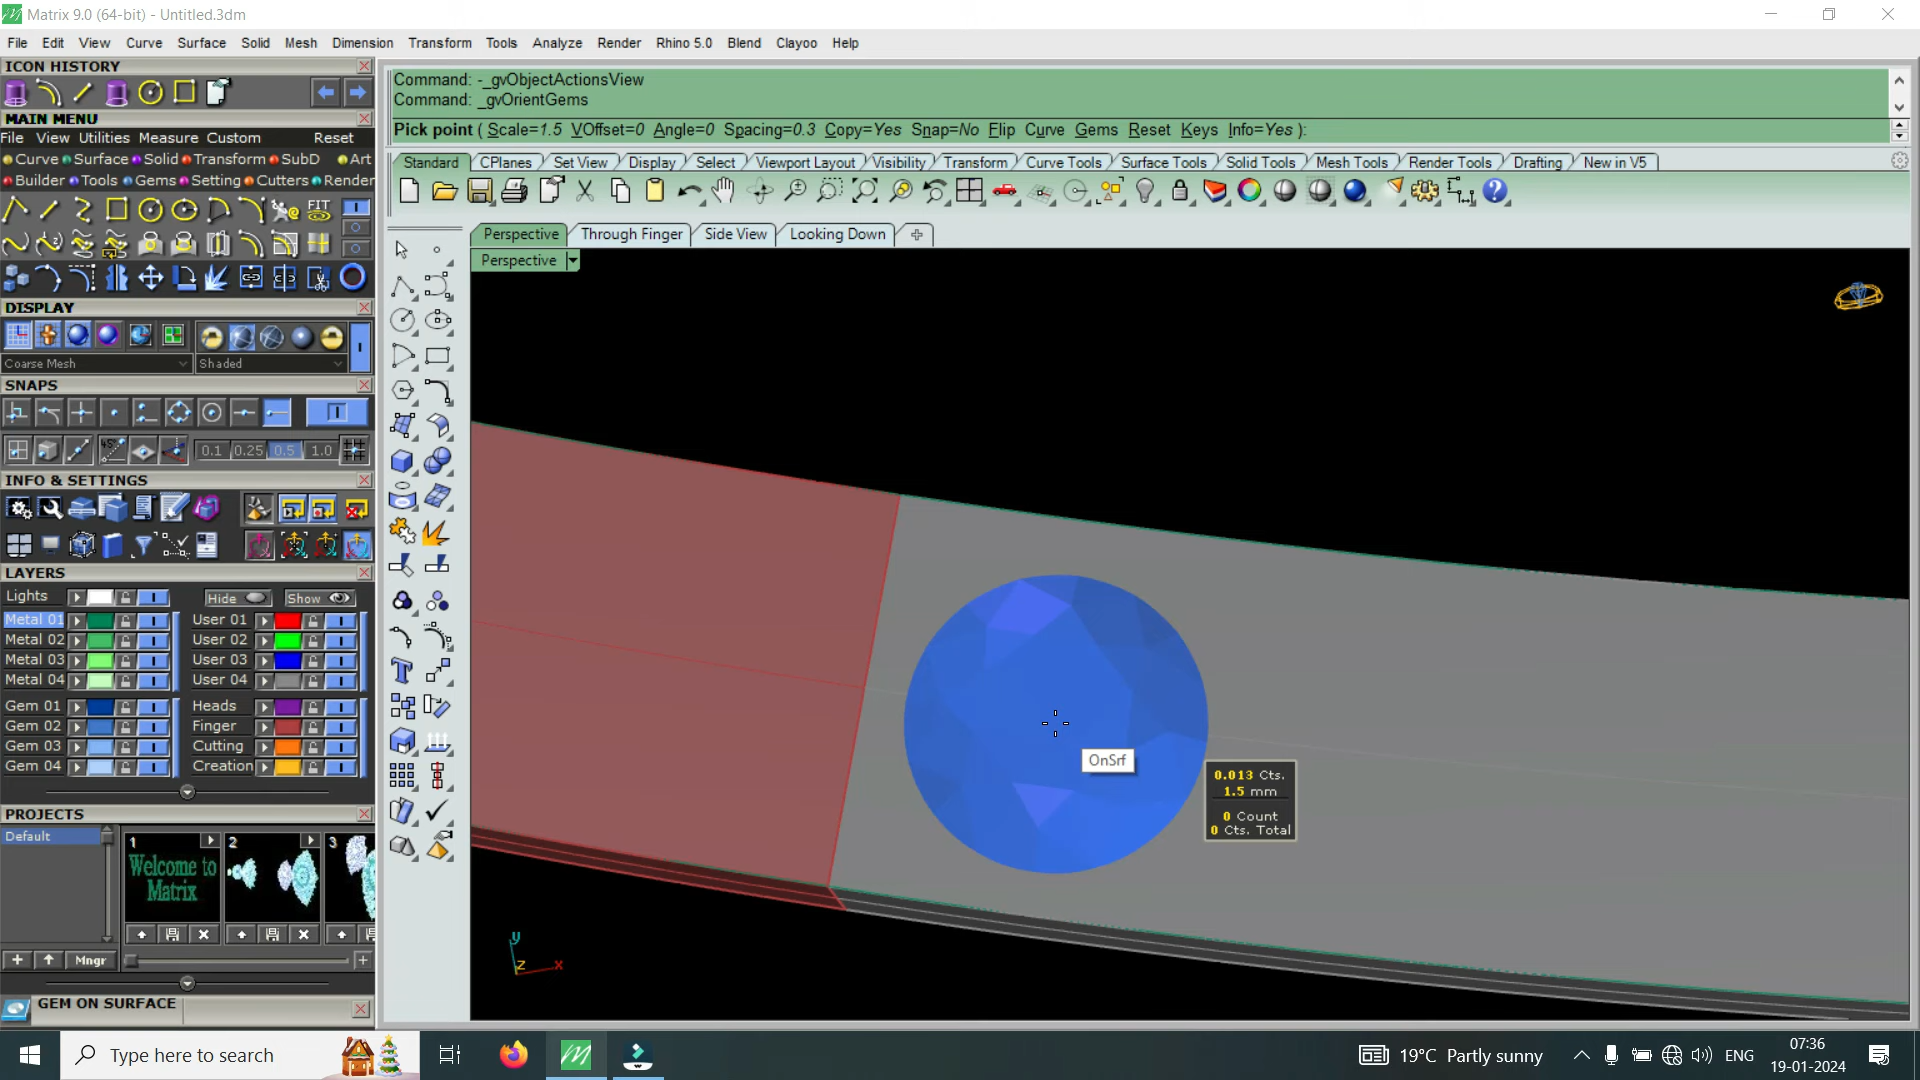 Matrix 9.0 (64-bit) - Untitled.3dm
File Edit View Curve Surface Solid Mesh Dimension Transform Tools Analyze Render Rhino 5.0 Blend Clayoo Help
ICON HISTORY
MAIN MENU
File View Utilities Measure Custom Reset
Curve Surface Solid Transform SubD Art
Builder Tools Gems Setting Cutters Render
FIT
DISPLAY
Coarse Mesh Shaded
SNAPS
0.1 0.25 0.5 1.0
INFO & SETTINGS
LAYERS
Lights Hide Show
Metal 01 User 01
Metal 02 User 02
Metal 03 User 03
Metal 04 User 04
Gem 01 Heads
Gem 02 Finger
Gem 03 Cutting
Gem 04 Creation
PROJECTS
Default
1 2 3
Welcome to
Matrix
+ Mngr +
GEM ON SURFACE
Command: -_gvObjectActionsView
Command: _gvOrientGems
Pick point ( Scale=1.5 VOffset=0 Angle=0 Spacing=0.3 Copy=Yes Snap=No Flip Curve Gems Reset Keys Info=Yes ):
Standard CPlanes Set View Display Select Viewport Layout Visibility Transform Curve Tools Surface Tools Solid Tools Mesh Tools Render Tools Drafting New in V5
Perspective Through Finger Side View Looking Down
Perspective
OnSrf
0.013 Cts.
1.5 mm
0 Count
0 Cts. Total
y
z x
Type here to search
19°C Partly sunny
ENG
07:36
19-01-2024